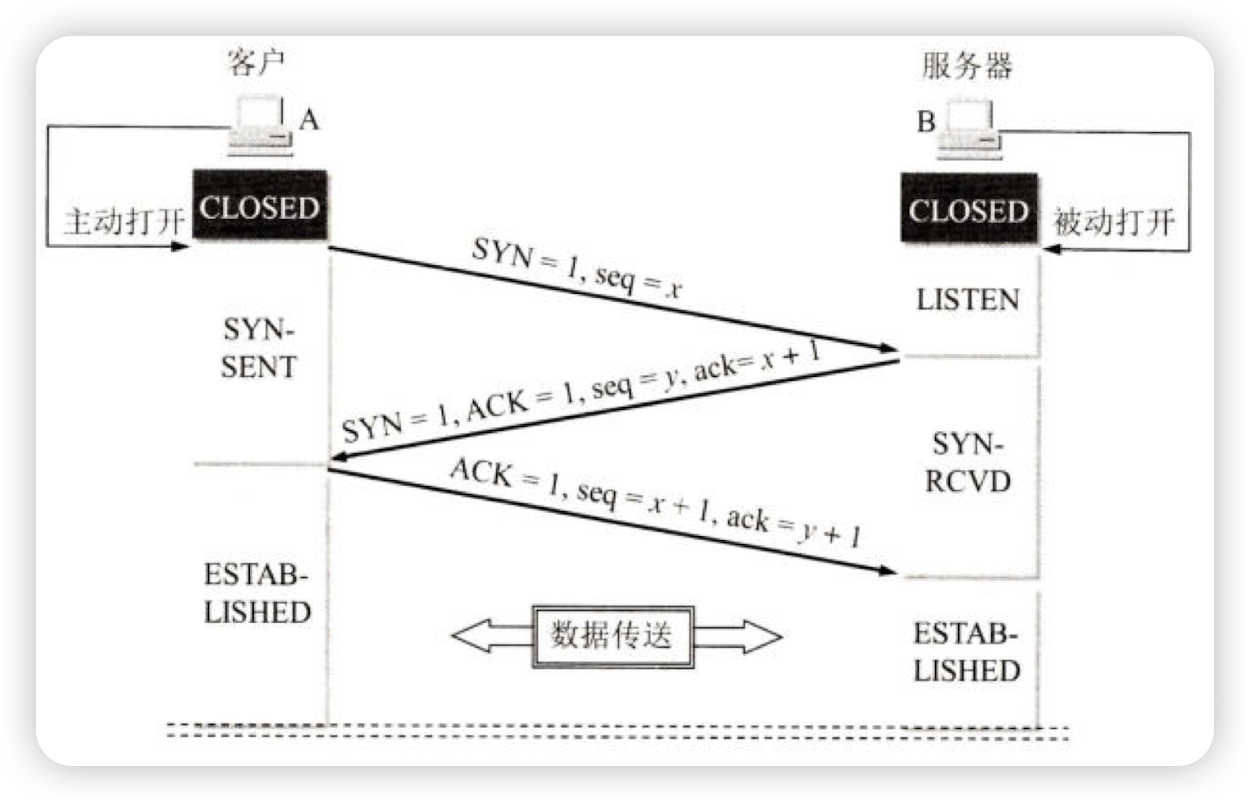 客户
服务器
A
B
CLOSED
CLOSED
主动打开
被动打开
SYN = 1, seq = x
LISTEN
SYN-
SENT
SYN = 1, ACK = 1, seq = y, ack= x + 1
SYN-
RCVD
ACK = 1, seq = x + 1, ack = y + 1
ESTAB-
LISHED
数据传送
ESTAB-
LISHED